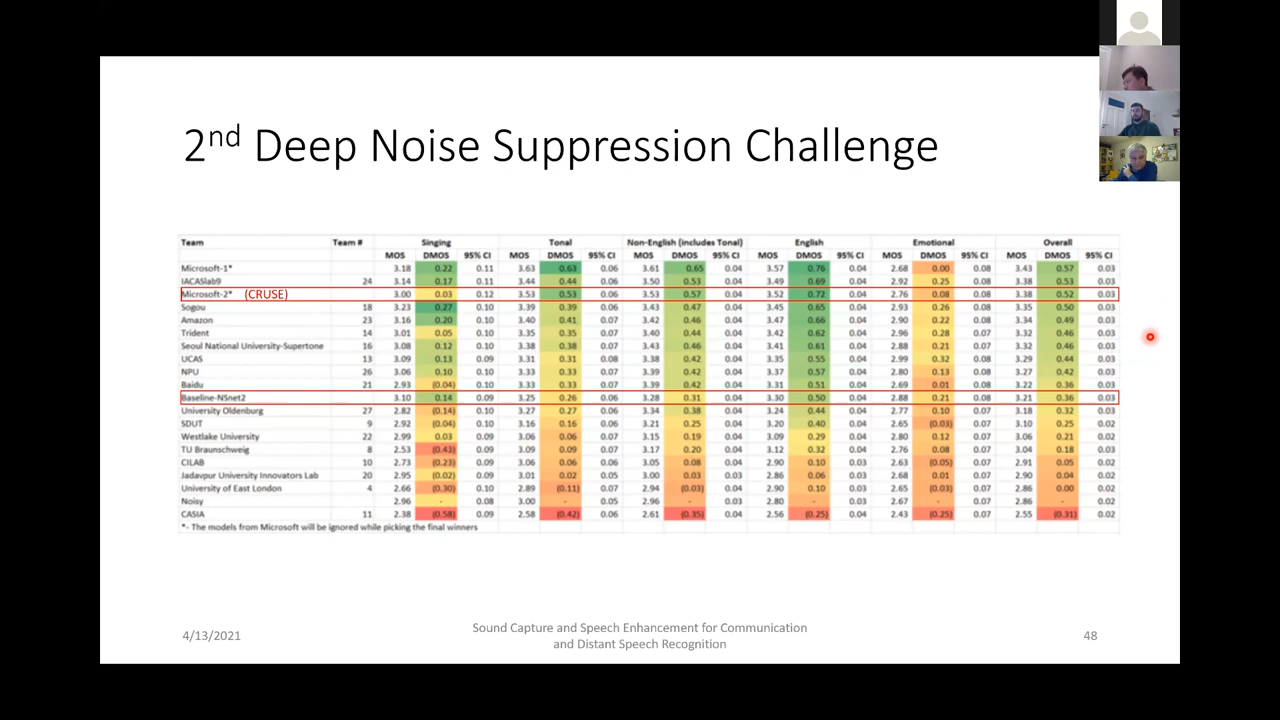 2nd Deep Noise Suppression Challenge
Team Team # Singing Tonal Non-English (includes Tonal) English Emotional Overall
MOS DMOS 95% CI MOS DMOS 95% CI MOS DMOS 95% CI MOS DMOS 95% CI MOS DMOS 95% CI MOS DMOS 95% CI
Microsoft-1* 3.18 0.22 0.11 3.63 0.63 0.06 3.61 0.65 0.04 3.57 0.76 0.04 2.68 0.00 0.08 3.43 0.57 0.03
IACASlab9 24 3.14 0.17 0.11 3.44 0.44 0.06 3.50 0.53 0.04 3.49 0.69 0.04 2.92 0.25 0.08 3.38 0.53 0.03
Microsoft-2* (CRUSE) 3.00 0.03 0.12 3.53 0.53 0.06 3.53 0.57 0.04 3.52 0.72 0.04 2.76 0.08 0.08 3.38 0.52 0.03
Sogou 18 3.23 0.27 0.10 3.39 0.39 0.06 3.43 0.47 0.04 3.45 0.65 0.04 2.93 0.26 0.08 3.35 0.50 0.03
Amazon 23 3.16 0.20 0.10 3.40 0.41 0.07 3.42 0.46 0.04 3.47 0.66 0.04 2.90 0.22 0.08 3.34 0.49 0.03
Trident 14 3.01 0.05 0.10 3.35 0.35 0.07 3.40 0.44 0.04 3.42 0.62 0.04 2.96 0.28 0.07 3.32 0.46 0.03
Seoul National University-Supertone 16 3.08 0.12 0.10 3.38 0.38 0.07 3.43 0.46 0.04 3.41 0.61 0.04 2.88 0.21 0.07 3.32 0.46 0.03
UCAS 13 3.09 0.13 0.09 3.31 0.31 0.08 3.38 0.42 0.04 3.35 0.55 0.04 2.99 0.32 0.08 3.29 0.44 0.03
NPU 26 3.06 0.10 0.10 3.33 0.33 0.07 3.39 0.42 0.04 3.37 0.57 0.04 2.80 0.13 0.08 3.27 0.42 0.03
Baidu 21 2.93 (0.04) 0.10 3.33 0.33 0.07 3.39 0.42 0.04 3.31 0.51 0.04 2.69 0.01 0.08 3.22 0.36 0.03
Baseline-NSnet2 3.10 0.14 0.09 3.25 0.26 0.06 3.28 0.31 0.04 3.30 0.50 0.04 2.88 0.21 0.08 3.21 0.36 0.03
University Oldenburg 27 2.82 (0.14) 0.10 3.27 0.27 0.06 3.34 0.38 0.04 3.24 0.44 0.04 2.77 0.10 0.07 3.18 0.32 0.03
SDUT 9 2.92 (0.04) 0.10 3.16 0.16 0.06 3.21 0.25 0.04 3.20 0.40 0.04 2.65 (0.03) 0.07 3.10 0.25 0.02
Westlake University 22 2.99 0.03 0.09 3.06 0.06 0.07 3.15 0.19 0.04 3.09 0.29 0.04 2.80 0.12 0.07 3.06 0.21 0.02
TU Braunschweig 8 2.53 (0.43) 0.09 3.09 0.09 0.07 3.17 0.20 0.04 3.12 0.32 0.04 2.76 0.08 0.07 3.04 0.18 0.03
CILAB 10 2.73 (0.23) 0.09 3.06 0.06 0.06 3.05 0.08 0.04 2.90 0.10 0.04 2.63 (0.05) 0.07 2.91 0.05 0.02
Jadavpur University Innovators Lab 20 2.95 (0.02) 0.09 3.01 0.02 0.05 3.00 0.03 0.03 2.86 0.06 0.03 2.68 0.01 0.07 2.90 0.04 0.02
University of East London 4 2.66 (0.30) 0.10 2.89 (0.11) 0.07 2.94 (0.03) 0.04 2.90 0.10 0.03 2.65 (0.03) 0.07 2.86 0.00 0.02
Noisy 2.96 - 0.08 3.00 - 0.05 2.96 - 0.03 2.80 - 0.03 2.67 - 0.07 2.86 - 0.02
CASIA 11 2.38 (0.58) 0.09 2.58 (0.42) 0.06 2.61 (0.35) 0.04 2.56 (0.25) 0.04 2.43 (0.25) 0.07 2.55 (0.31) 0.02
*- The models from Microsoft will be ignored while picking the final winners
4/13/2021
Sound Capture and Speech Enhancement for Communication
and Distant Speech Recognition
48